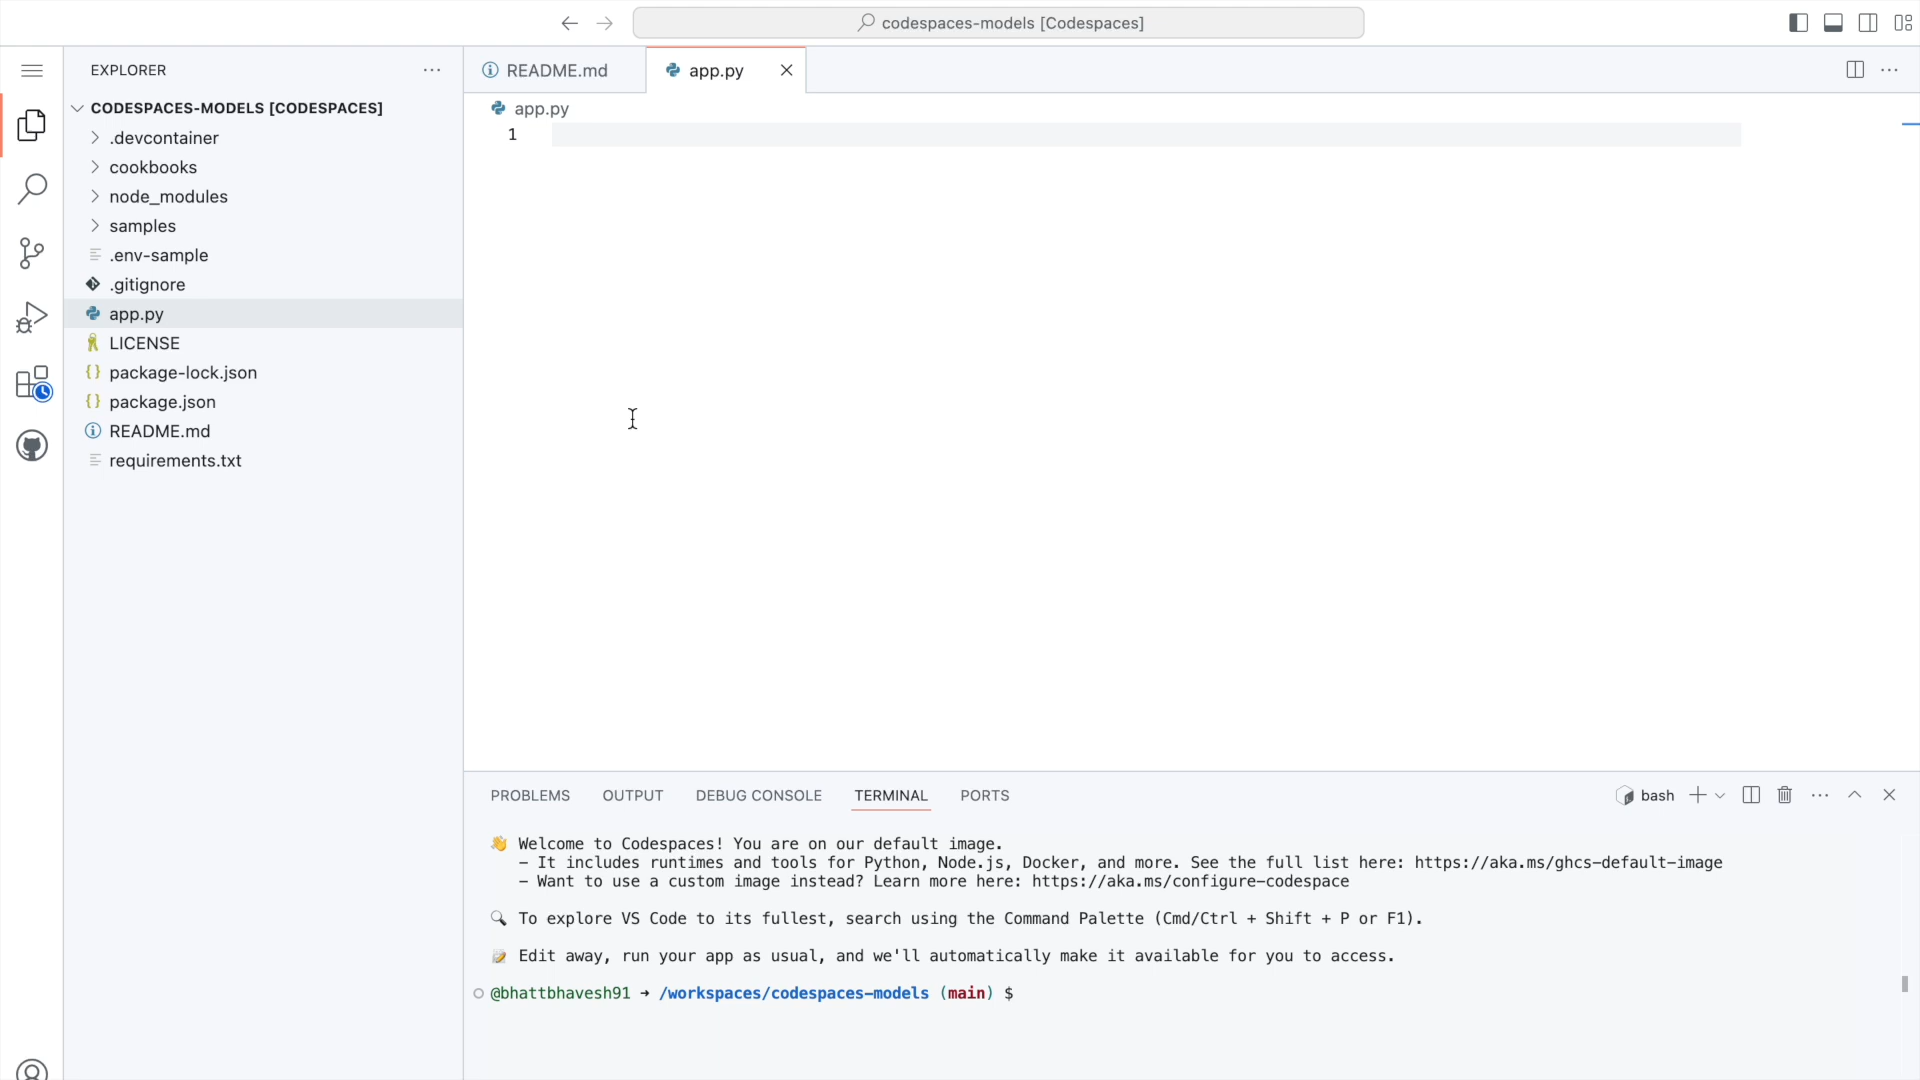 codespaces-models [Codespaces]
EXPLORER
CODESPACES-MODELS [CODESPACES]
.devcontainer
cookbooks
node_modules
samples
.env-sample
.gitignore
app.py
LICENSE
package-lock.json
package.json
README.md
requirements.txt
README.md
app.py
app.py
1
PROBLEMS
OUTPUT
DEBUG CONSOLE
TERMINAL
PORTS
bash
👋 Welcome to Codespaces! You are on our default image.
- It includes runtimes and tools for Python, Node.js, Docker, and more. See the full list here: https://aka.ms/ghcs-default-image
- Want to use a custom image instead? Learn more here: https://aka.ms/configure-codespace
🔍 To explore VS Code to its fullest, search using the Command Palette (Cmd/Ctrl + Shift + P or F1).
📝 Edit away, run your app as usual, and we'll automatically make it available for you to access.
@bhattbhavesh91 → /workspaces/codespaces-models (main) $